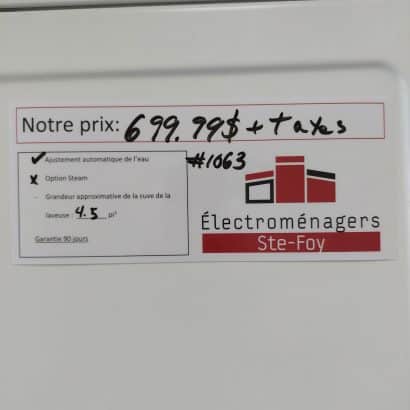 Notre prix: 699.99$ + taxes
#1063
✓ Ajustement automatique de l'eau
x Option Steam
- Grandeur approximative de la cuve de la
laveuse : 4.5 pi³
Garantie 90 jours
Électroménagers
Ste-Foy